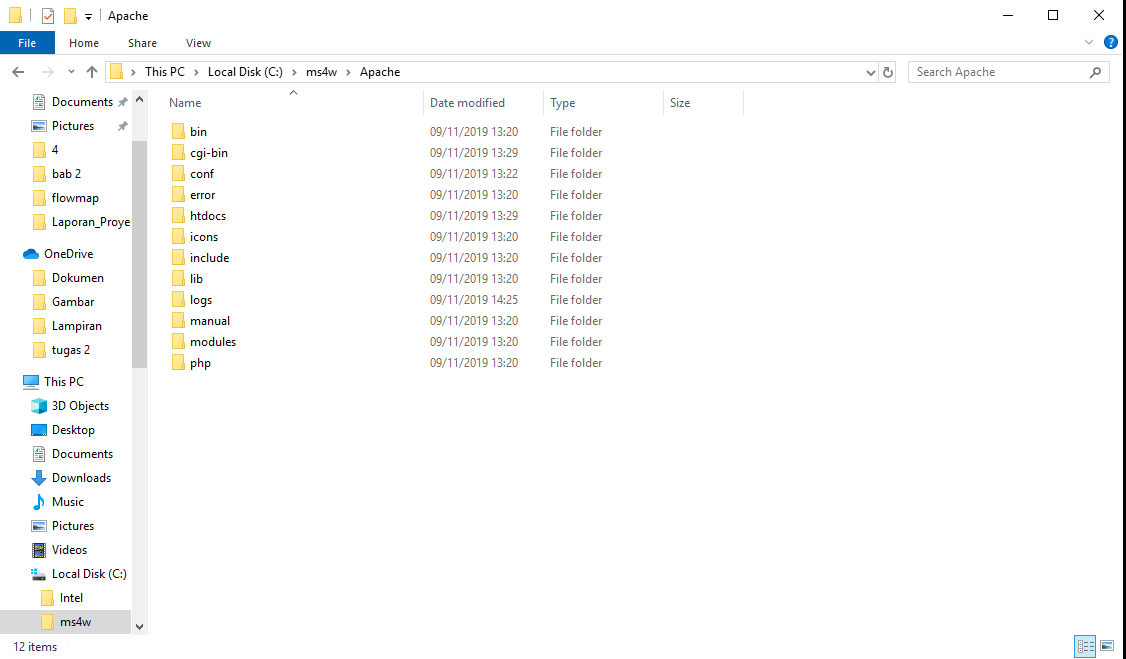 Apache
File Home Share View
This PC Local Disk (C:) ms4w Apache Search Apache
Documents
Pictures
4
bab 2
flowmap
Laporan_Proye
OneDrive
Dokumen
Gambar
Lampiran
tugas 2
This PC
3D Objects
Desktop
Documents
Downloads
Music
Pictures
Videos
Local Disk (C:)
Intel
ms4w
Name Date modified Type Size
bin 09/11/2019 13:20 File folder
cgi-bin 09/11/2019 13:29 File folder
conf 09/11/2019 13:22 File folder
error 09/11/2019 13:20 File folder
htdocs 09/11/2019 13:29 File folder
icons 09/11/2019 13:20 File folder
include 09/11/2019 13:20 File folder
lib 09/11/2019 13:20 File folder
logs 09/11/2019 14:25 File folder
manual 09/11/2019 13:20 File folder
modules 09/11/2019 13:20 File folder
php 09/11/2019 13:20 File folder
12 items